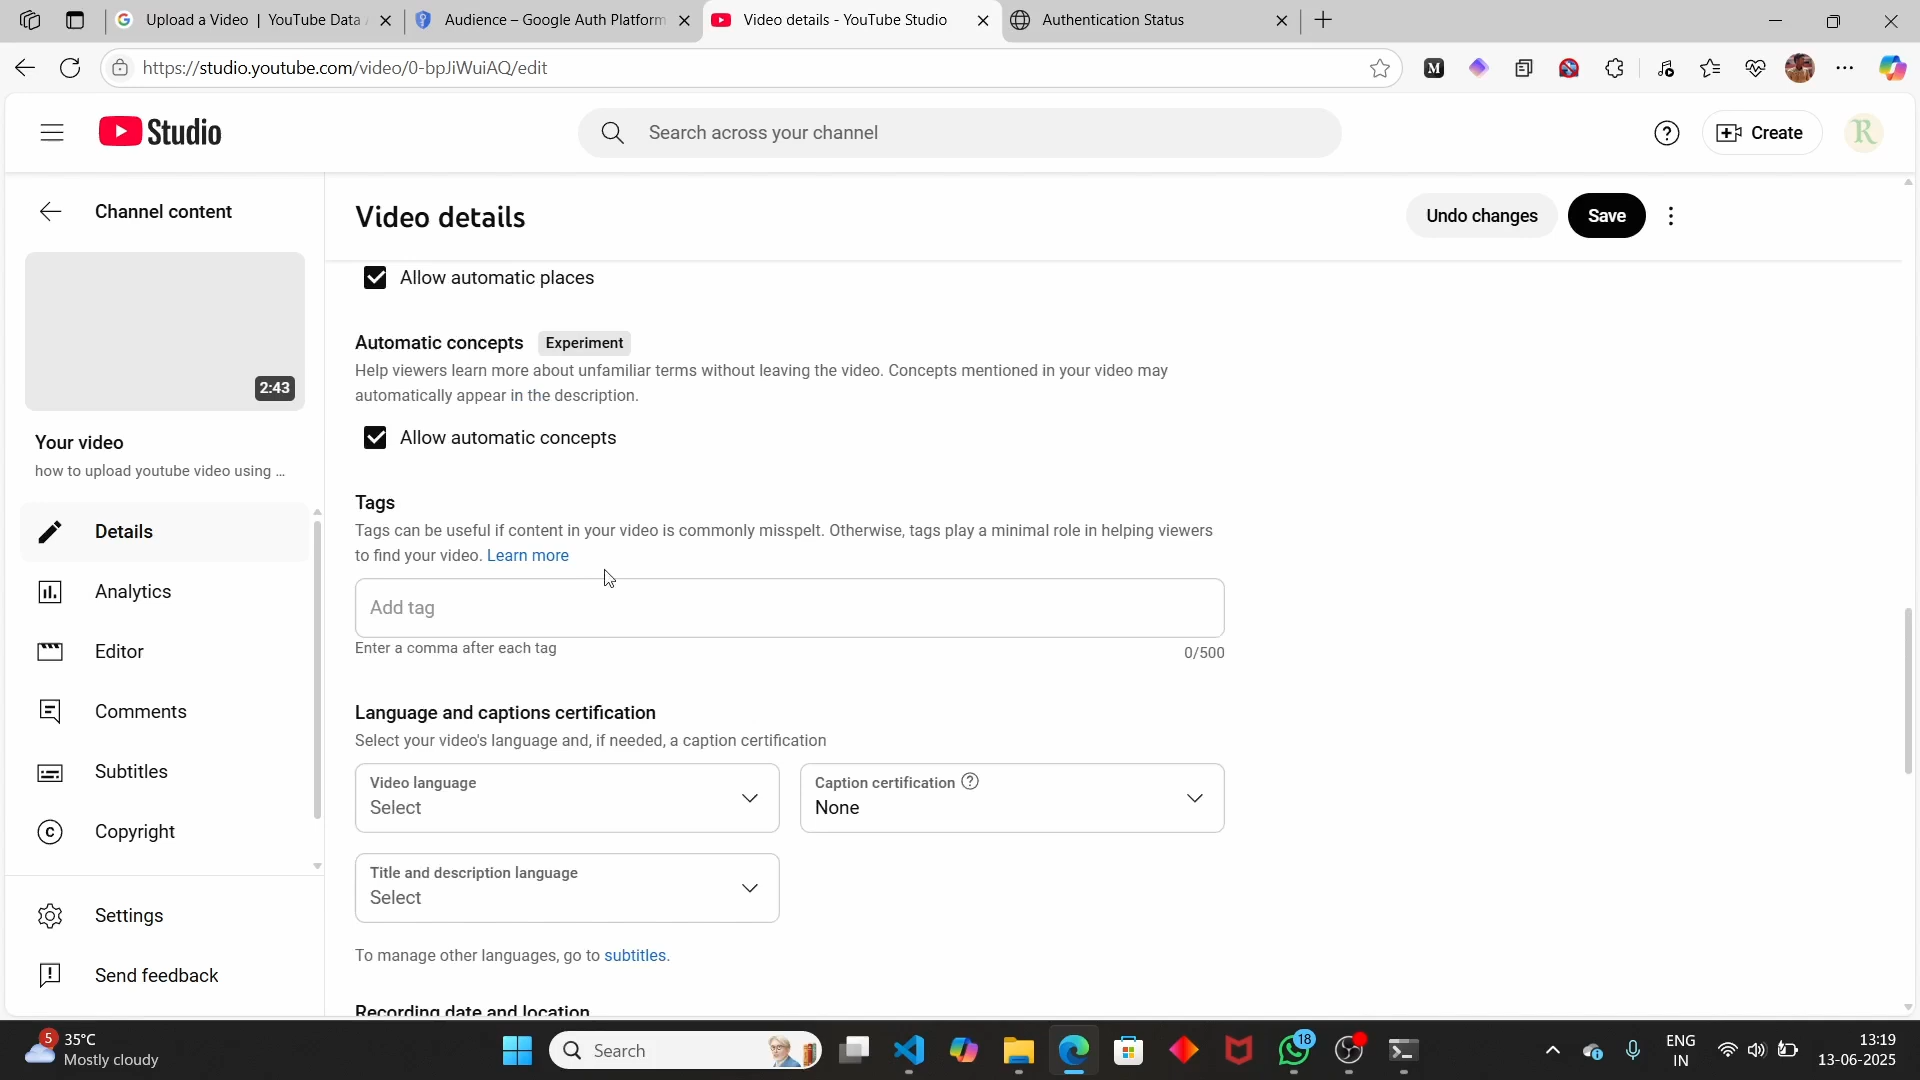 Upload a Video | YouTube Data
Audience – Google Auth Platform
Video details - YouTube Studio
Authentication Status
https://studio.youtube.com/video/0-bpJiWuiAQ/edit
M
Studio
Search across your channel
Create
R
Channel content
Video details
Undo changes
Save
Allow automatic places
2:43
Automatic concepts Experiment
Help viewers learn more about unfamiliar terms without leaving the video. Concepts mentioned in your video may
automatically appear in the description.
Allow automatic concepts
Your video
how to upload youtube video using ...
Details
Analytics
Editor
Comments
Subtitles
Copyright
Settings
Send feedback
Tags
Tags can be useful if content in your video is commonly misspelt. Otherwise, tags play a minimal role in helping viewers
to find your video. Learn more
Add tag
Enter a comma after each tag
0/500
Language and captions certification
Select your video's language and, if needed, a caption certification
Video language
Select
Caption certification
None
Title and description language
Select
To manage other languages, go to subtitles.
Recording date and location
5
35°C
Mostly cloudy
Search
18
ENG
IN
13:19
13-06-2025